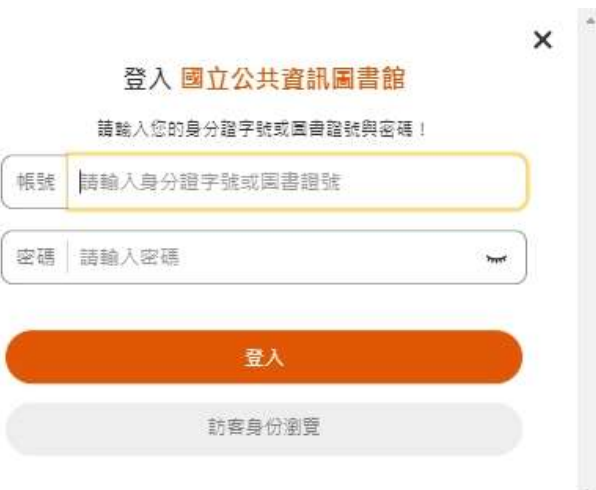 登入 國立公共資訊圖書館
請輸入您的身分證字號或圖書證號與密碼！
帳號 請輸入身分證字號或圖書證號
密碼 請輸入密碼
登入
訪客身份瀏覽